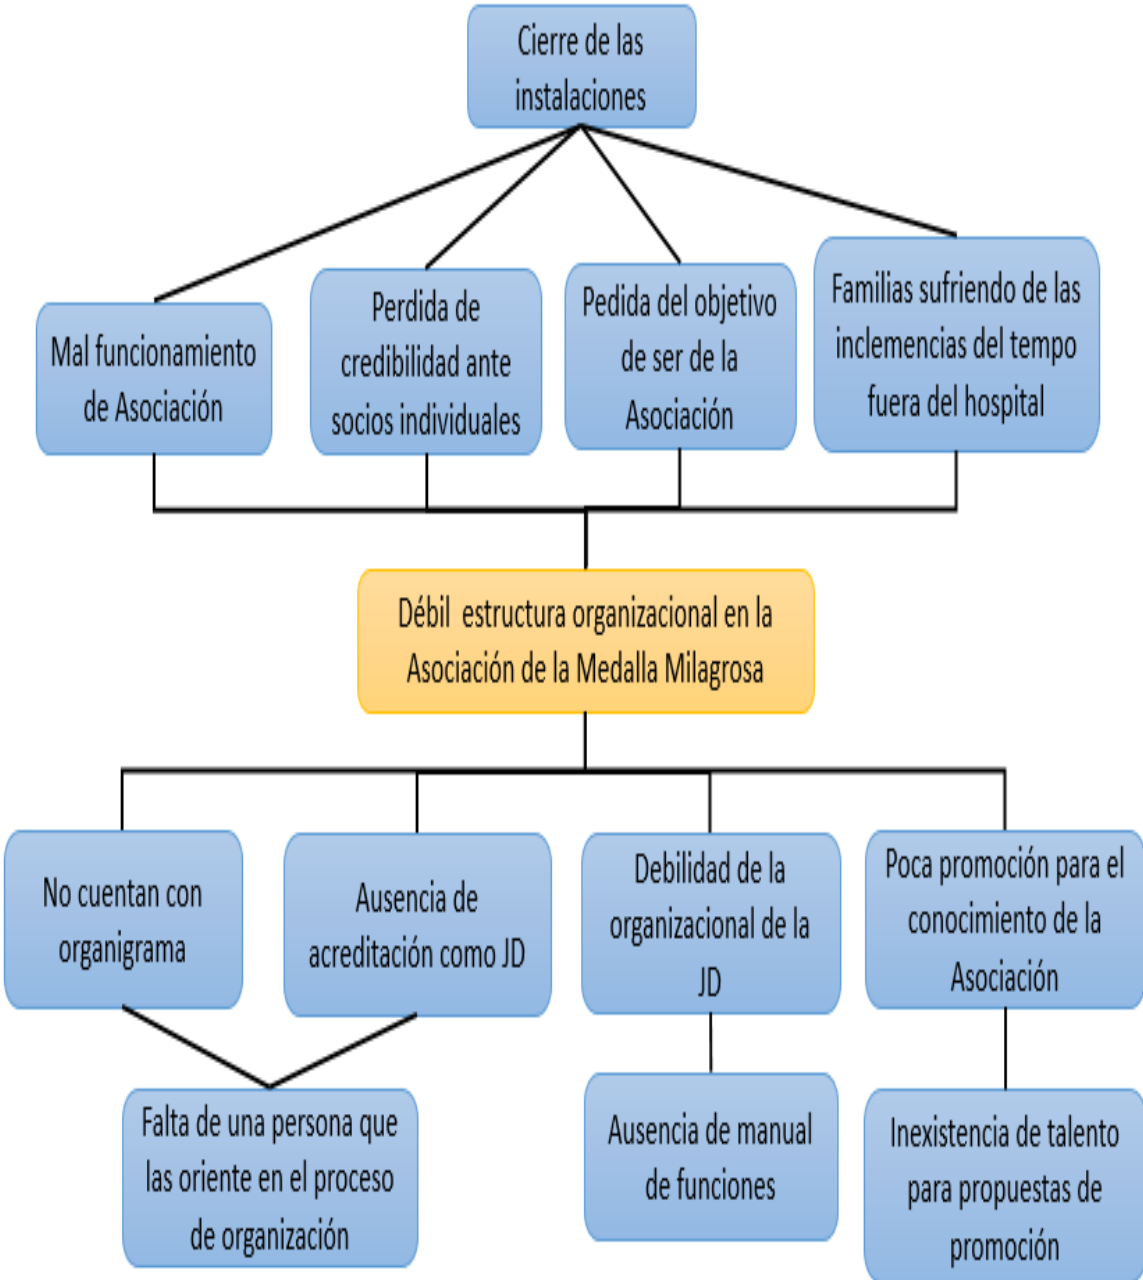 Cierre de las
instalaciones
Mal funcionamiento
de Asociación
Perdida de
credibilidad ante
socios individuales
Pedida del objetivo
de ser de la
Asociación
Familias sufriendo de las
inclemencias del tempo
fuera del hospital
Débil estructura organizacional en la
Asociación de la Medalla Milagrosa
No cuentan con
organigrama
Ausencia de
acreditación como JD
Debilidad de la
organizacional de la
JD
Poca promoción para el
conocimiento de la
Asociación
Falta de una persona que
las oriente en el proceso
de organización
Ausencia de manual
de funciones
Inexistencia de talento
para propuestas de
promoción